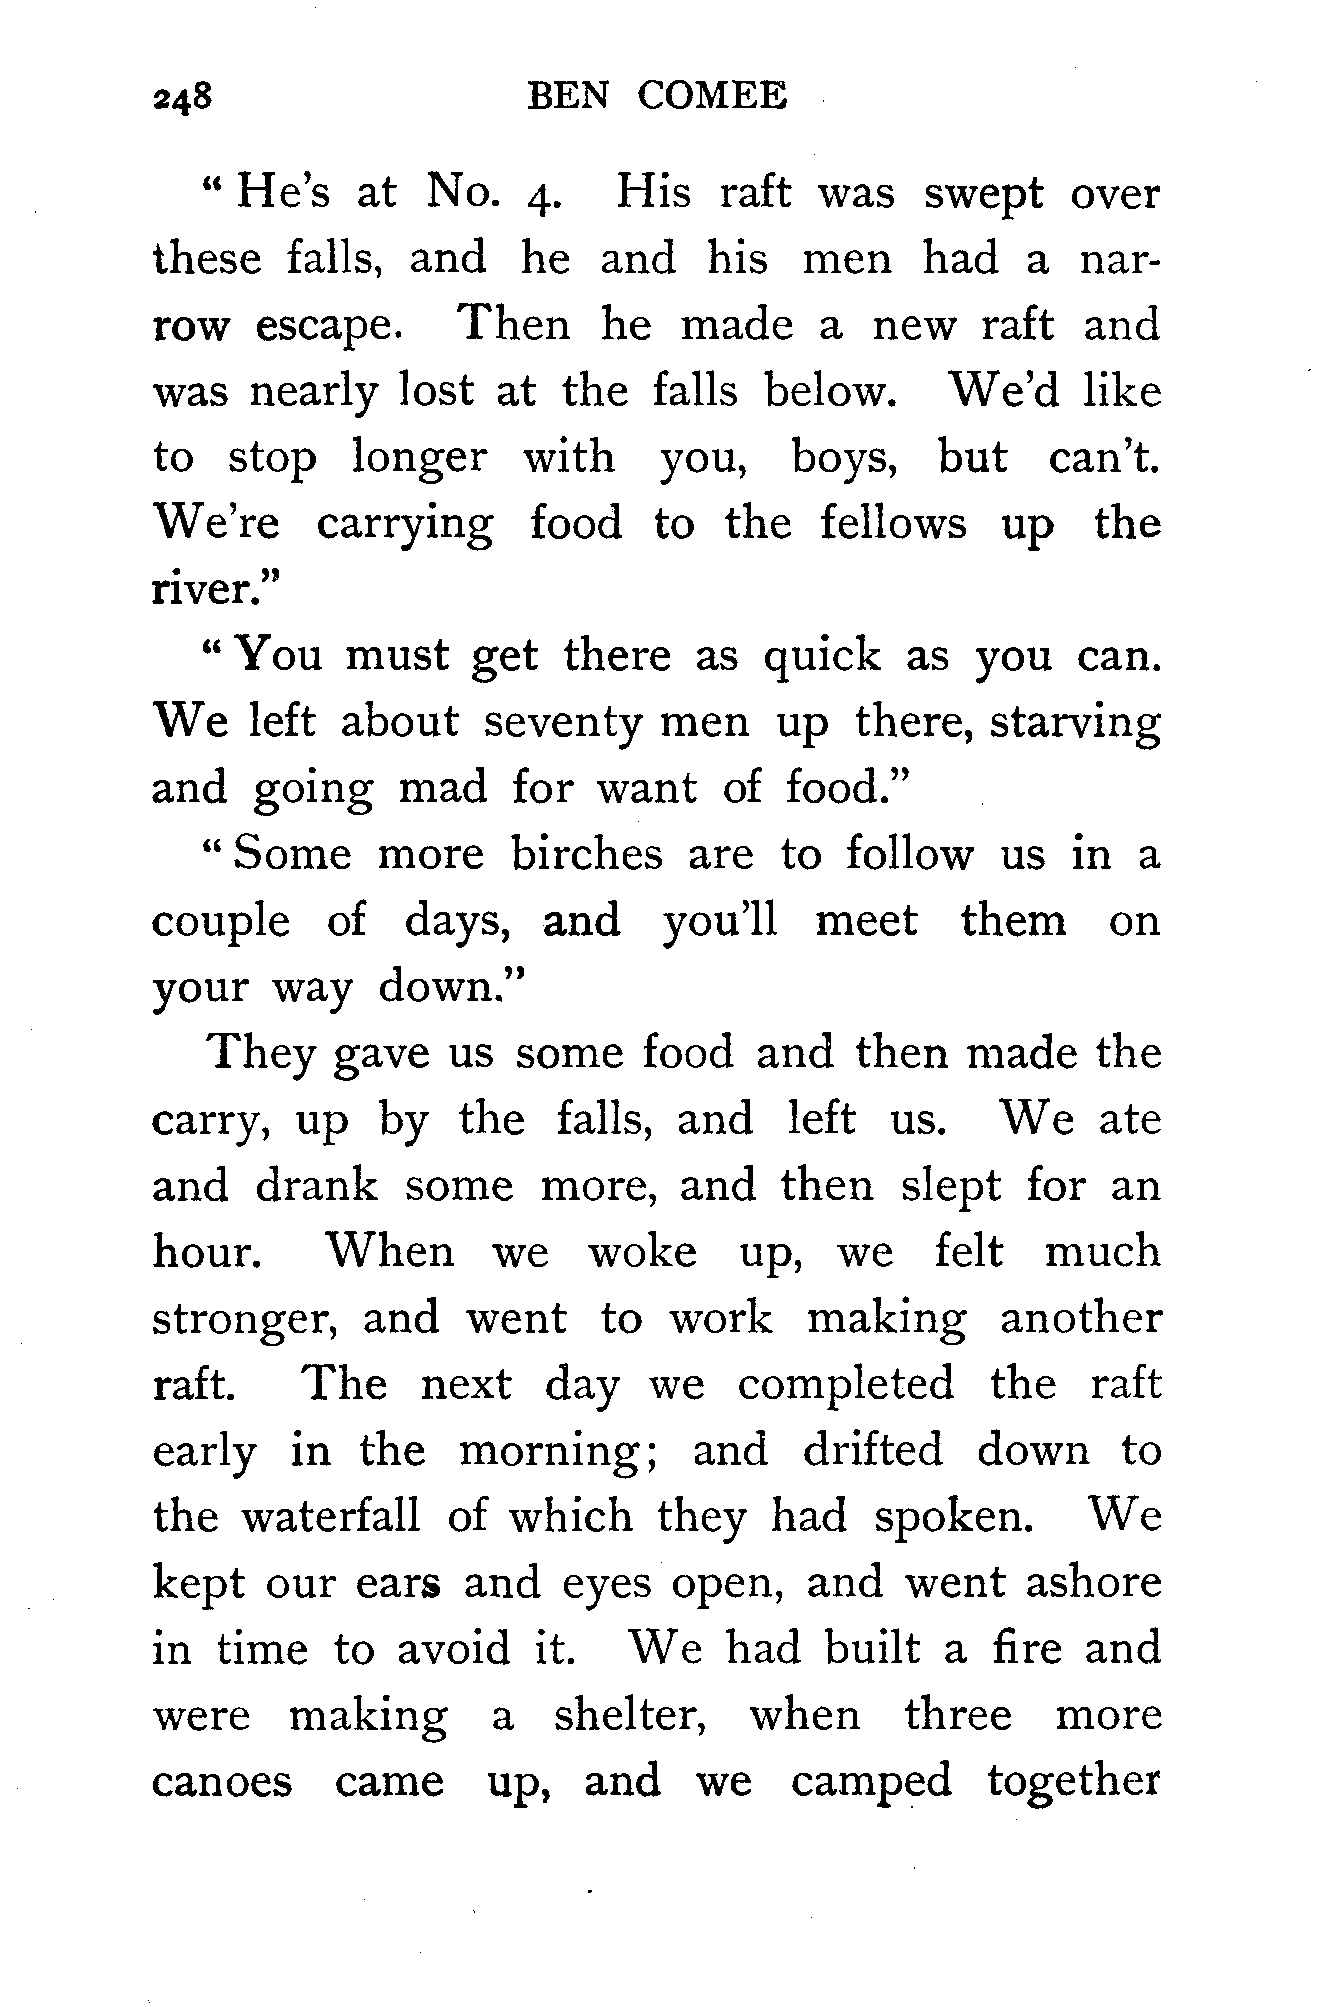 248 BEN COMEE
“ He’s at No. 4. His raft was swept over
these falls, and he and his men had a nar-
row escape. Then he made a new raft and
was nearly lost at the falls below. We’d like
to stop longer with you, boys, but can’t.
We’re carrying food to the fellows up the
river.”
“ You must get there as quick as you can.
We left about seventy men up there, starving
and going mad for want of food.”
“ Some more birches are to follow us in a
couple of days, and you’ll meet them on
your way down.”
They gave us some food and then made the
carry, up by the falls, and left us. We ate
and drank some more, and then slept for an
hour. When we woke up, we felt much
stronger, and went to work making another
raft. The next day we completed the raft
early in the morning; and drifted down to
the waterfall of which they had spoken. We
kept our ears and eyes open, and went ashore
in time to avoid it. We had built a fire and
were making a shelter, when three more
canoes came up, and we camped together